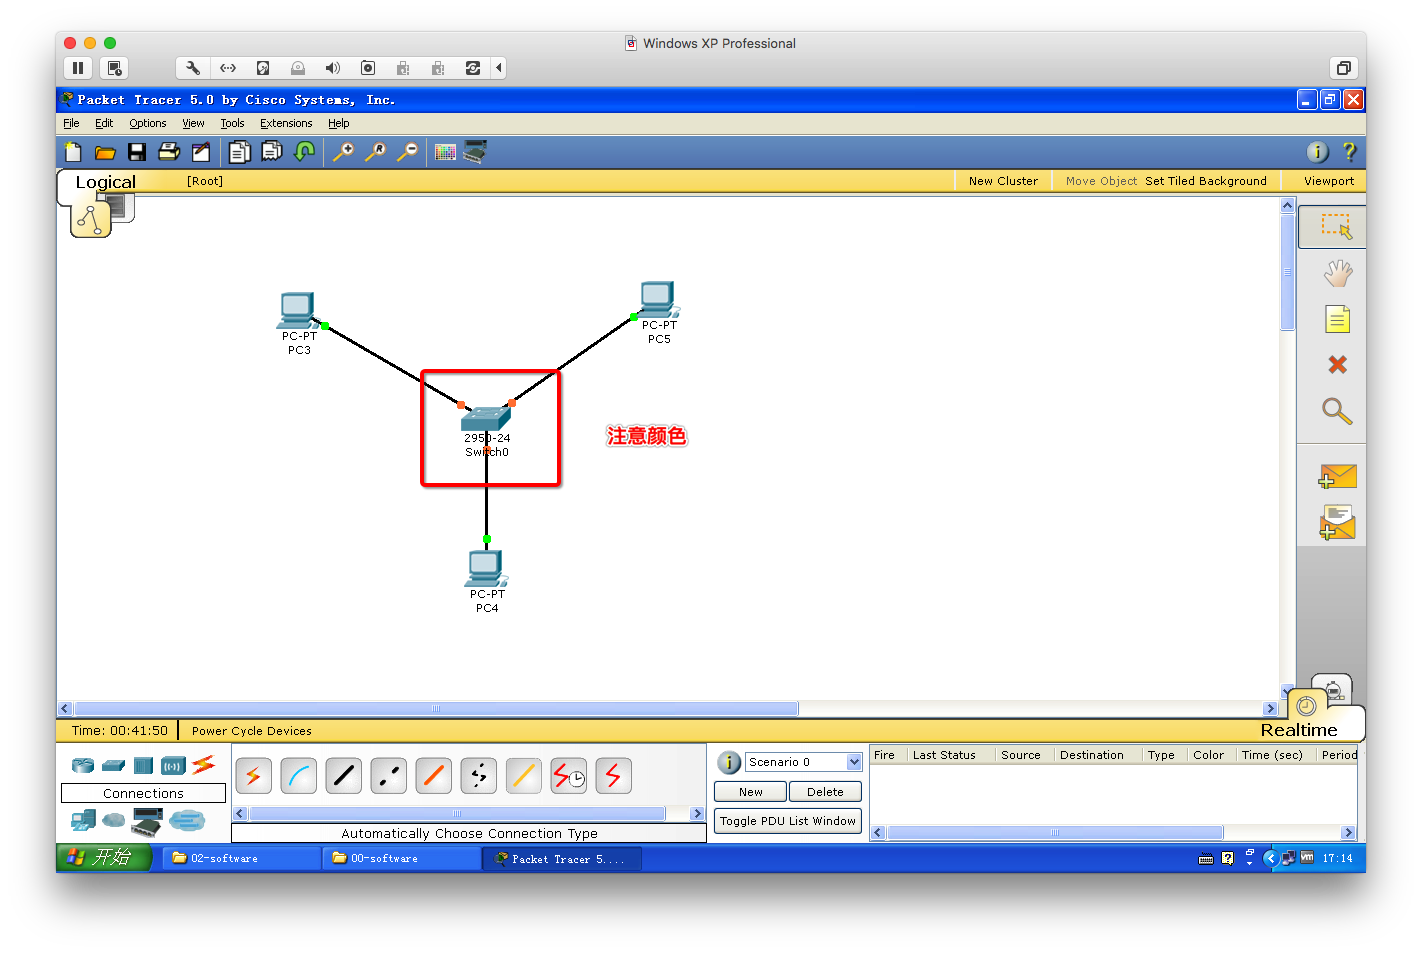 Windows XP Professional
Packet Tracer 5.0 by Cisco Systems, Inc.
File Edit Options View Tools Extensions Help
Logical [Root] New Cluster Move Object Set Tiled Background Viewport
PC-PT
PC3
PC-PT
PC5
2950-24
Switch0
注意颜色
PC-PT
PC4
Realtime
Time: 00:41:50 Power Cycle Devices
Connections
Automatically Choose Connection Type
Scenario 0
New Delete
Toggle PDU List Window
Fire Last Status Source Destination Type Color Time (sec) Period
开始 02-software 00-software Packet Tracer 5.... 17:14